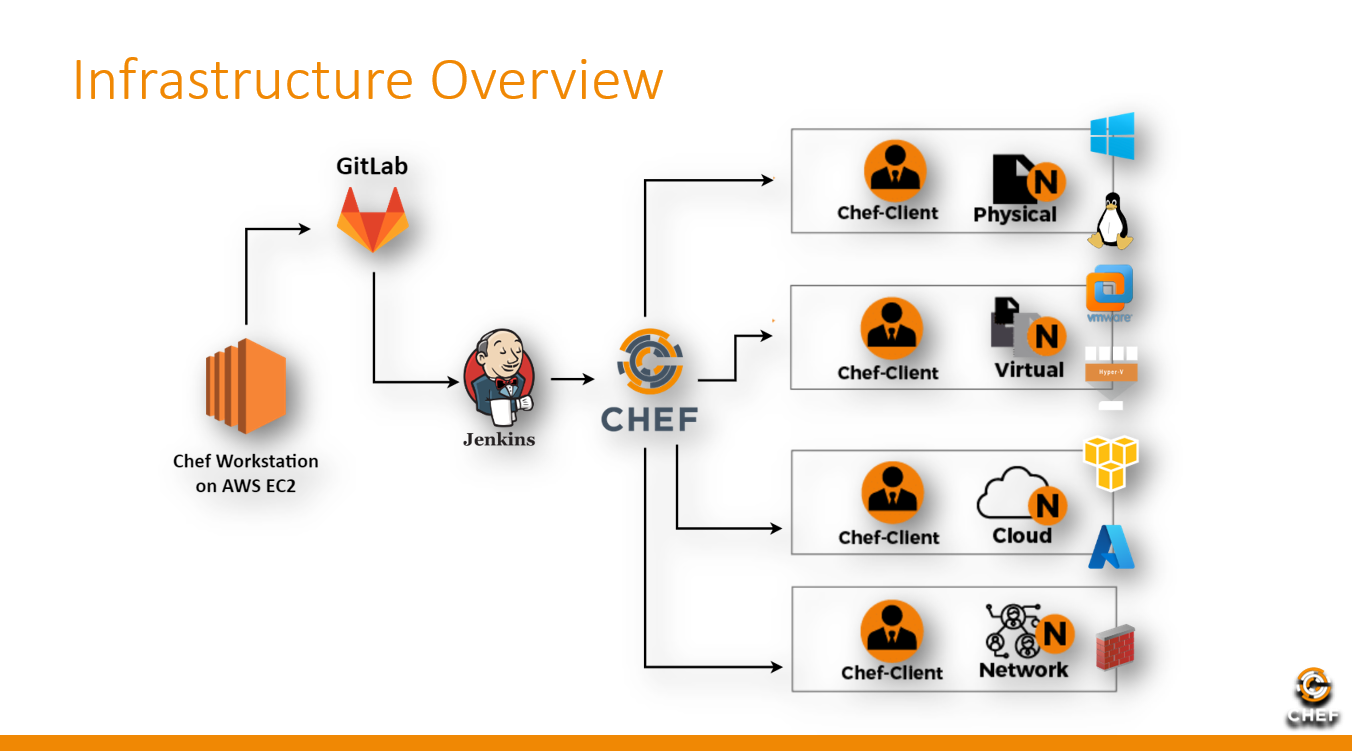 Infrastructure Overview
GitLab
Chef Workstation
on AWS EC2
Jenkins
CHEF
Chef-Client
Physical
N
Chef-Client
Virtual
N
vmware
Hyper-V
Chef-Client
Cloud
N
Chef-Client
Network
N
CHEF